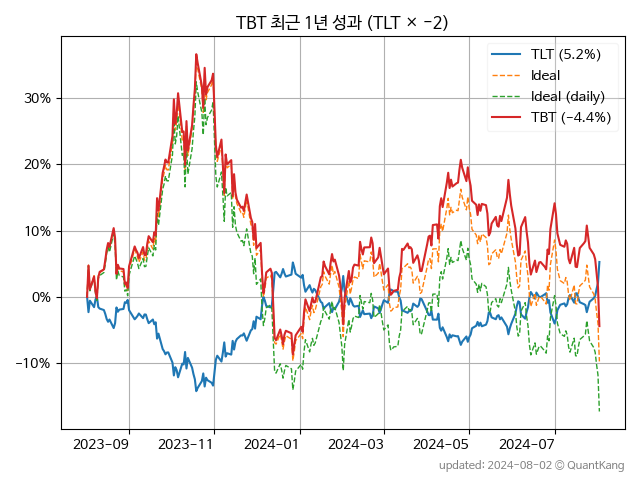 TBT 최근 1년 성과 (TLT × −2)
TLT (5.2%)
Ideal
Ideal (daily)
TBT (−4.4%)
30%
20%
10%
0%
−10%
2023-09
2023-11
2024-01
2024-03
2024-05
2024-07
updated: 2024-08-02 © QuantKang